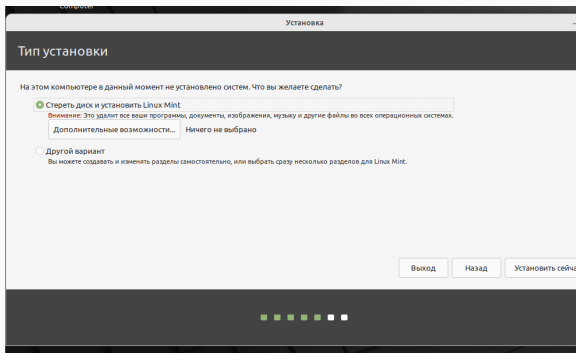 Computer
Установка
Тип установки
На этом компьютере в данный момент не установлено систем. Что вы желаете сделать?
Стереть диск и установить Linux Mint
Внимание: Это удалит все ваши программы, документы, изображения, музыку и другие файлы во всех операционных системах.
Дополнительные возможности... Ничего не выбрано
Другой вариант
Вы можете создавать и изменять разделы самостоятельно, или выбрать сразу несколько разделов для Linux Mint.
Выход Назад Установить сейча